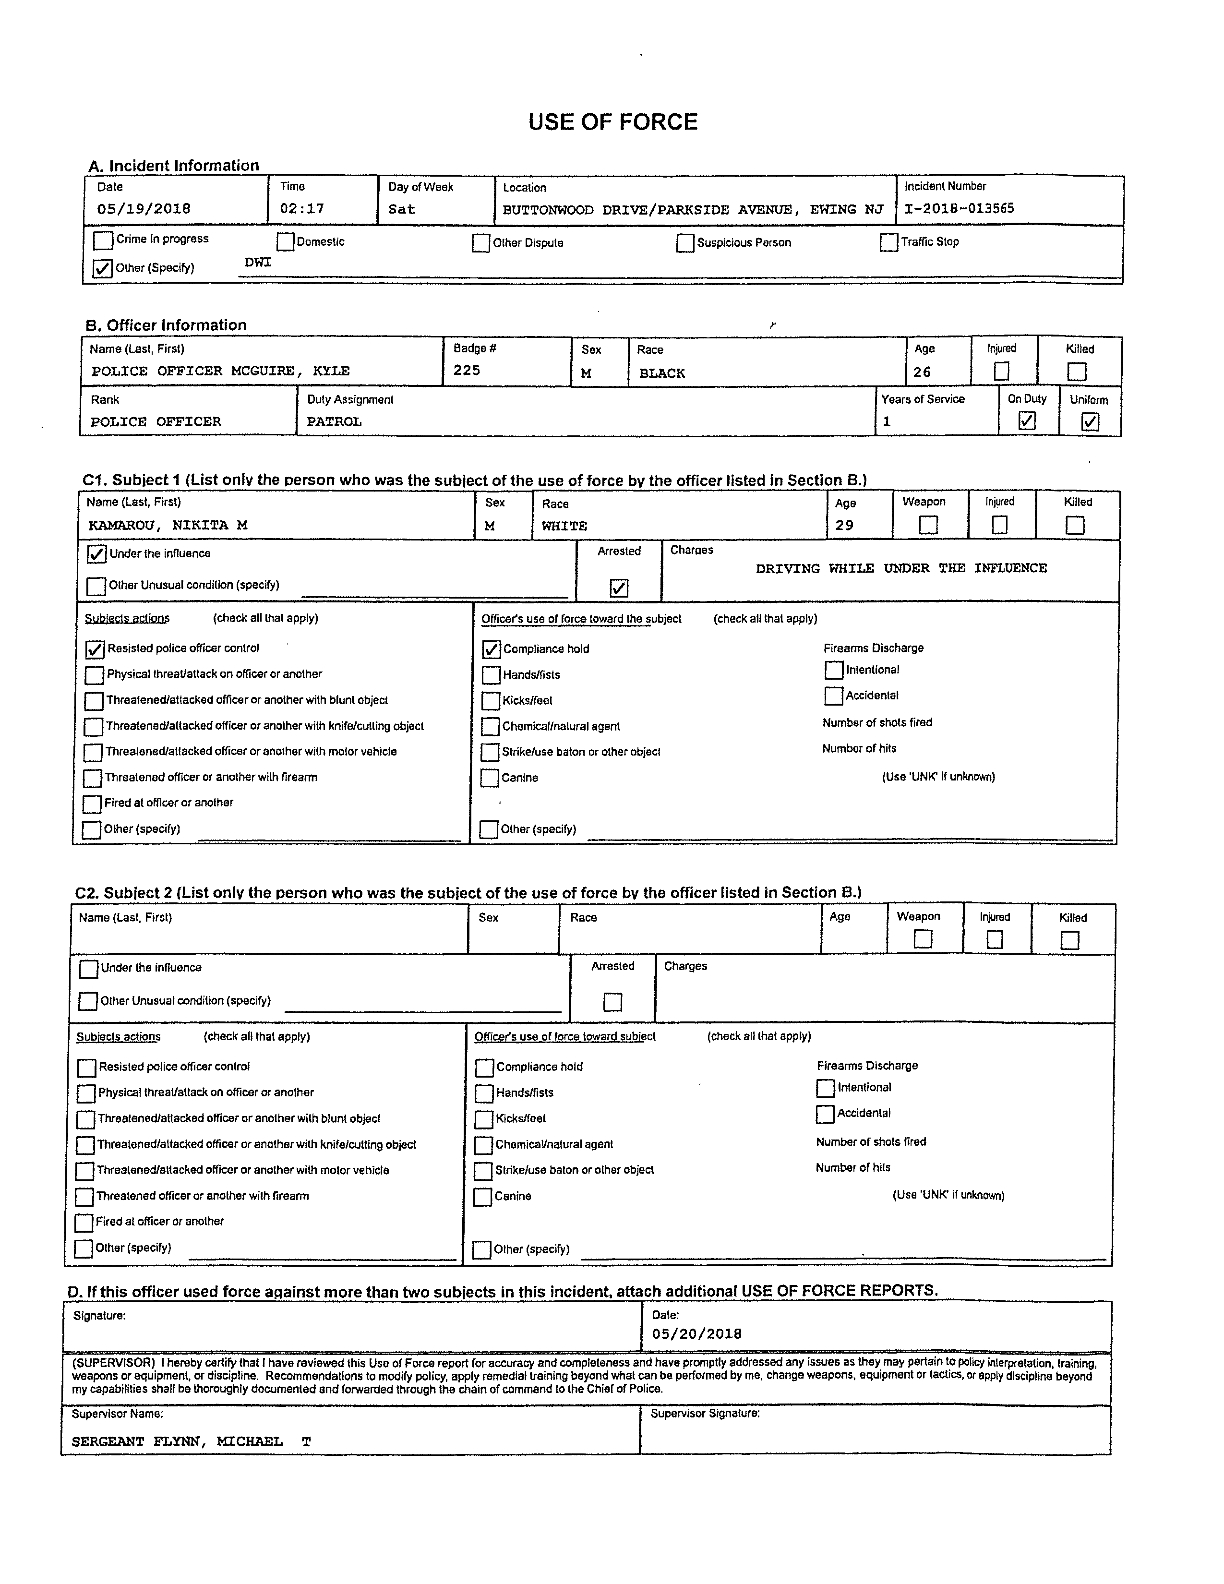 USE OF FORCE
A. Incident Information
Date Time Day of Week Location Incident Number
05/19/2018 02:17 Sat BUTTONWOOD DRIVE/PARKSIDE AVENUE, EWING NJ I-2018-013565
Crime in progress Domestic Other Dispute Suspicious Person Traffic Stop
Other (Specify) DWI
B. Officer Information
Name (Last, First) Badge # Sex Race Age Injured Killed
POLICE OFFICER MCGUIRE, KYLE 225 M BLACK 26
Rank Duty Assignment Years of Service On Duty Uniform
POLICE OFFICER PATROL 1
C1. Subject 1 (List only the person who was the subject of the use of force by the officer listed in Section B.)
Name (Last, First) Sex Race Age Weapon Injured Killed
KAMAROU, NIKITA M M WHITE 29
Under the influence Arrested Charges
DRIVING WHILE UNDER THE INFLUENCE
Other Unusual condition (specify)
Subjects actions (check all that apply) Officer's use of force toward the subject (check all that apply)
Resisted police officer control Compliance hold Firearms Discharge
Physical threat/attack on officer or another Hands/fists Intentional
Threatened/attacked officer or another with blunt object Kicks/feet Accidental
Threatened/attacked officer or another with knife/cutting object Chemical/natural agent Number of shots fired
Threatened/attacked officer or another with motor vehicle Strike/use baton or other object Number of hits
Threatened officer or another with firearm Canine (Use 'UNK' if unknown)
Fired at officer or another
Other (specify) Other (specify)
C2. Subject 2 (List only the person who was the subject of the use of force by the officer listed in Section B.)
Name (Last, First) Sex Race Age Weapon Injured Killed
Under the influence Arrested Charges
Other Unusual condition (specify)
Subjects actions (check all that apply) Officer's use of force toward subject (check all that apply)
Resisted police officer control Compliance hold Firearms Discharge
Physical threat/attack on officer or another Hands/fists Intentional
Threatened/attacked officer or another with blunt object Kicks/feet Accidental
Threatened/attacked officer or another with knife/cutting object Chemical/natural agent Number of shots fired
Threatened/attacked officer or another with motor vehicle Strike/use baton or other object Number of hits
Threatened officer or another with firearm Canine (Use 'UNK' if unknown)
Fired at officer or another
Other (specify) Other (specify)
D. If this officer used force against more than two subjects in this incident, attach additional USE OF FORCE REPORTS.
Signature: Date:
05/20/2018
(SUPERVISOR) I hereby certify that I have reviewed this Use of Force report for accuracy and completeness and have promptly addressed any issues as they may pertain to policy interpretation, training,
weapons or equipment, or discipline. Recommendations to modify policy, apply remedial training beyond what can be performed by me, change weapons, equipment or tactics, or apply discipline beyond
my capabilities shall be thoroughly documented and forwarded through the chain of command to the Chief of Police.
Supervisor Name: Supervisor Signature:
SERGEANT FLYNN, MICHAEL T